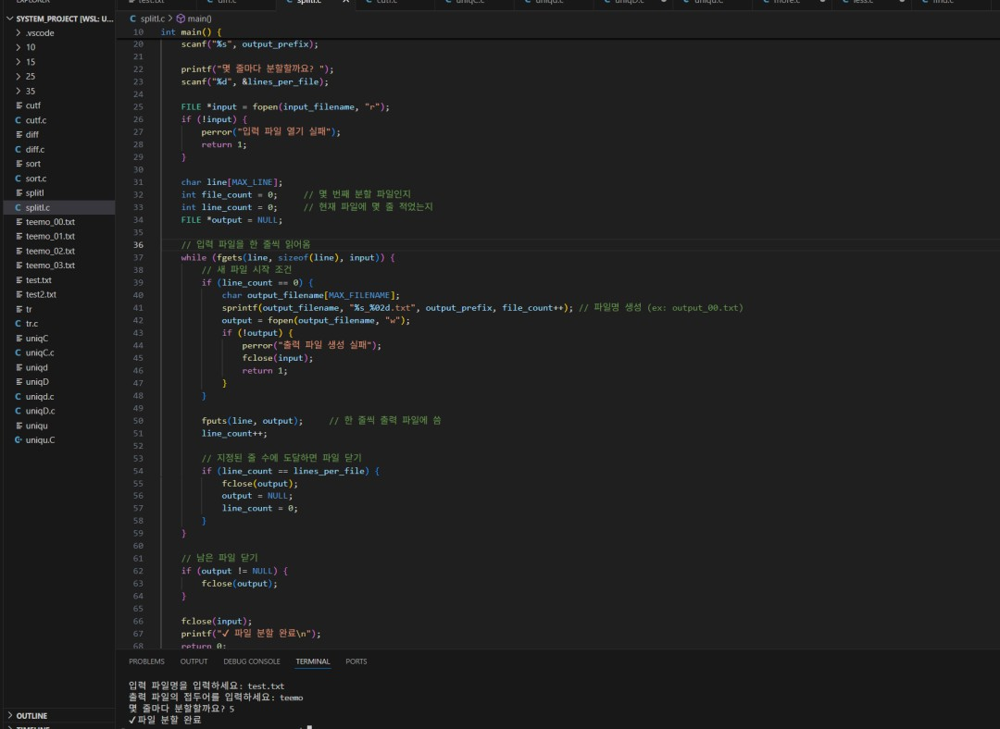 test.txt
diff.c
splitl.c
cutf.c
uniqC.c
uniqd.c
uniqD.c
uniqu.C
more.c
less.c
find.c
SYSTEM_PROJECT [WSL: U...
.vscode
10
15
25
35
cutf
cutf.c
diff
diff.c
sort
sort.c
splitl
splitl.c
teemo_00.txt
teemo_01.txt
teemo_02.txt
teemo_03.txt
test.txt
test2.txt
tr
tr.c
uniqC
uniqC.c
uniqd
uniqD
uniqd.c
uniqD.c
uniqu
uniqu.C
OUTLINE
TIMELINE
splitl.c > main()
10 int main() {
20 scanf("%s", output_prefix);
21
22 printf("몇 줄마다 분할할까요? ");
23 scanf("%d", &lines_per_file);
24
25 FILE *input = fopen(input_filename, "r");
26 if (!input) {
27 perror("입력 파일 열기 실패");
28 return 1;
29 }
30
31 char line[MAX_LINE];
32 int file_count = 0; // 몇 번째 분할 파일인지
33 int line_count = 0; // 현재 파일에 몇 줄 적었는지
34 FILE *output = NULL;
35
36 // 입력 파일을 한 줄씩 읽어옴
37 while (fgets(line, sizeof(line), input)) {
38 // 새 파일 시작 조건
39 if (line_count == 0) {
40 char output_filename[MAX_FILENAME];
41 sprintf(output_filename, "%s_%02d.txt", output_prefix, file_count++); // 파일명 생성 (ex: output_00.txt)
42 output = fopen(output_filename, "w");
43 if (!output) {
44 perror("출력 파일 생성 실패");
45 fclose(input);
46 return 1;
47 }
48 }
49
50 fputs(line, output); // 한 줄씩 출력 파일에 씀
51 line_count++;
52
53 // 지정된 줄 수에 도달하면 파일 닫기
54 if (line_count == lines_per_file) {
55 fclose(output);
56 output = NULL;
57 line_count = 0;
58 }
59 }
60
61 // 남은 파일 닫기
62 if (output != NULL) {
63 fclose(output);
64 }
65
66 fclose(input);
67 printf("✔ 파일 분할 완료\n");
68 return 0;
PROBLEMS OUTPUT DEBUG CONSOLE TERMINAL PORTS
입력 파일명을 입력하세요: test.txt
출력 파일의 접두어를 입력하세요: teemo
몇 줄마다 분할할까요? 5
✔파일 분할 완료